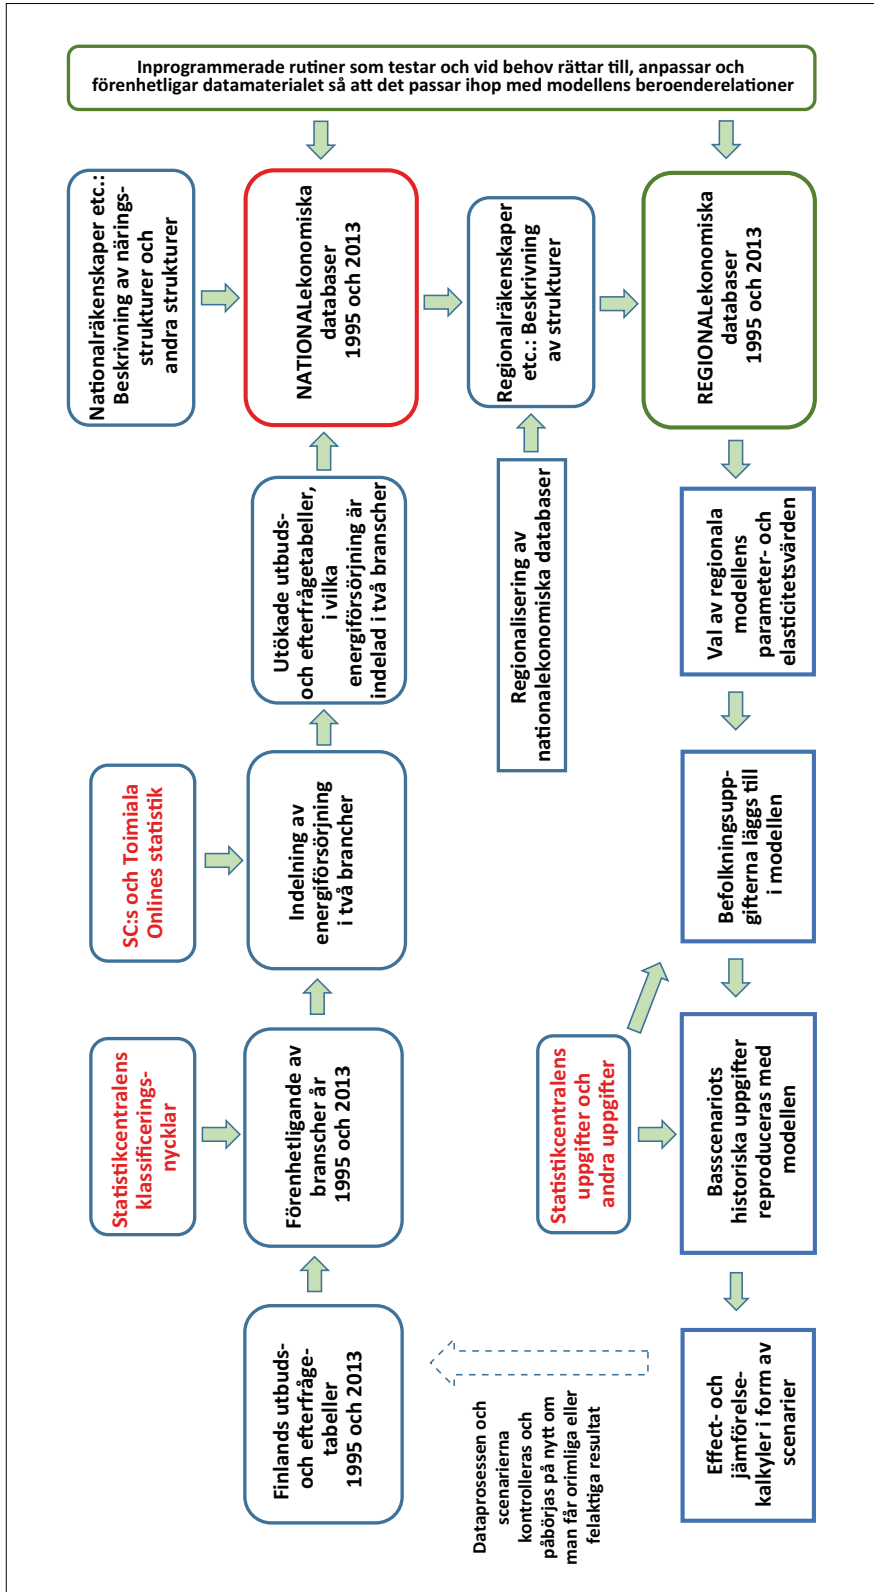 Inprogrammerade rutiner som testar och vid behov rättar till, anpassar och
förenhetligar datamaterialet så att det passar ihop med modellens beroenderelationer
Nationalräkenskaper etc.:
Beskrivning av närings-
strukturer och
andra strukturer
NATIONALekonomiska
databaser
1995 och 2013
Regionalräkenskaper
etc.: Beskrivning
av strukturer
REGIONALekonomiska
databaser
1995 och 2013
Utökade utbuds-
och efterfrågetabeller,
i vilka
energiförsörjning är
indelad i två branscher
Regionalisering av
nationalekonomiska databaser
Val av regionala
modellens
parameter- och
elasticitetsvärden
SC:s och Toimiala
Onlines statistik
Indelning av
energiförsörjning
i två brancher
Befolkningsupp-
gifterna läggs till
i modellen
Statistikcentralens
klassificerings-
nycklar
Förenhetligande av
branscher år
1995 och 2013
Statistikcentralens
uppgifter och
andra uppgifter
Basscenariots
historiska uppgifter
reproduceras med
modellen
Finlands utbuds-
och efterfråge-
tabeller
1995 och 2013
Dataprosessen och
scenarierna
kontrolleras och
påbörjas på nytt om
man får orimliga eller
felaktiga resultat
Effect- och
jämförelse-
kalkyler i form av
scenarier